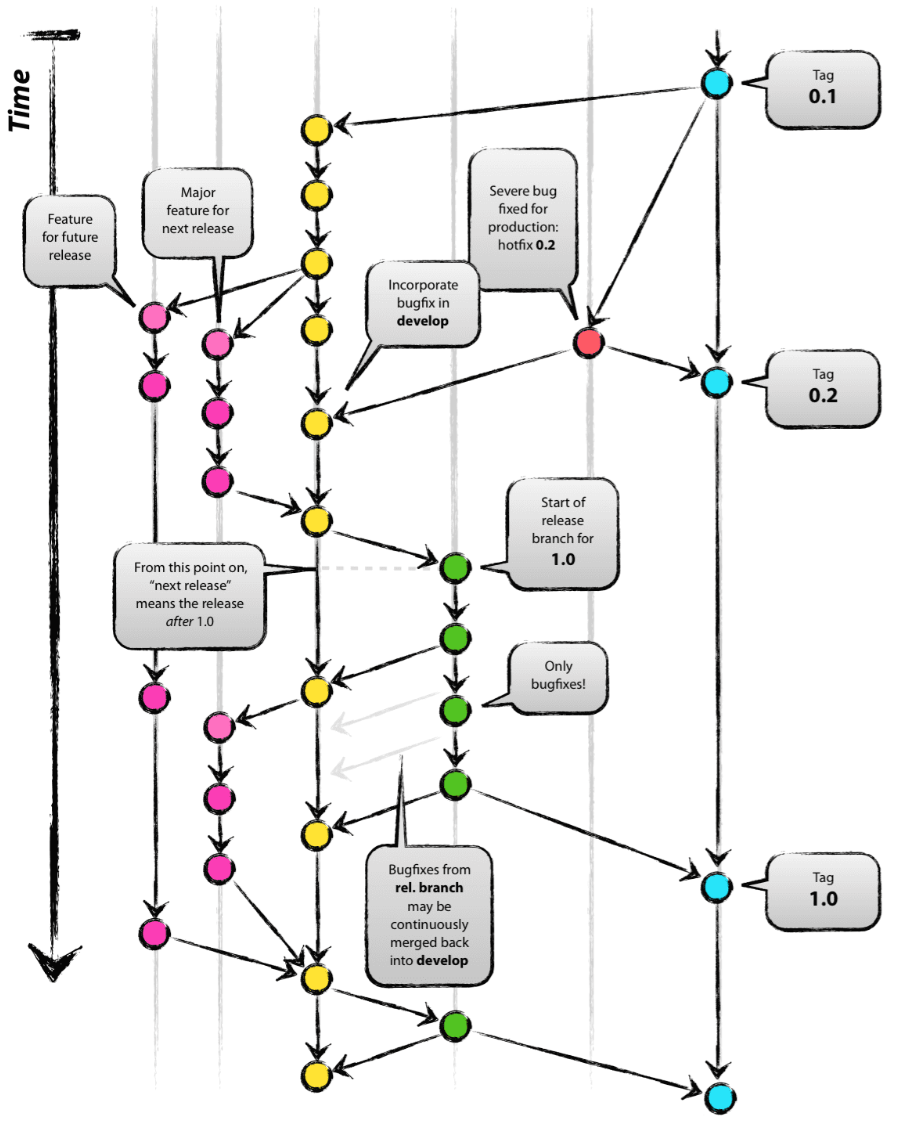 Time
Tag
0.1
Major
feature for
next release
Feature
for future
release
Severe bug
fixed for
production:
hotfix 0.2
Incorporate
bugfix in
develop
Tag
0.2
Start of
release
branch for
1.0
From this point on,
“next release”
means the release
after 1.0
Only
bugfixes!
Bugfixes from
rel. branch
may be
continuously
merged back
into develop
Tag
1.0